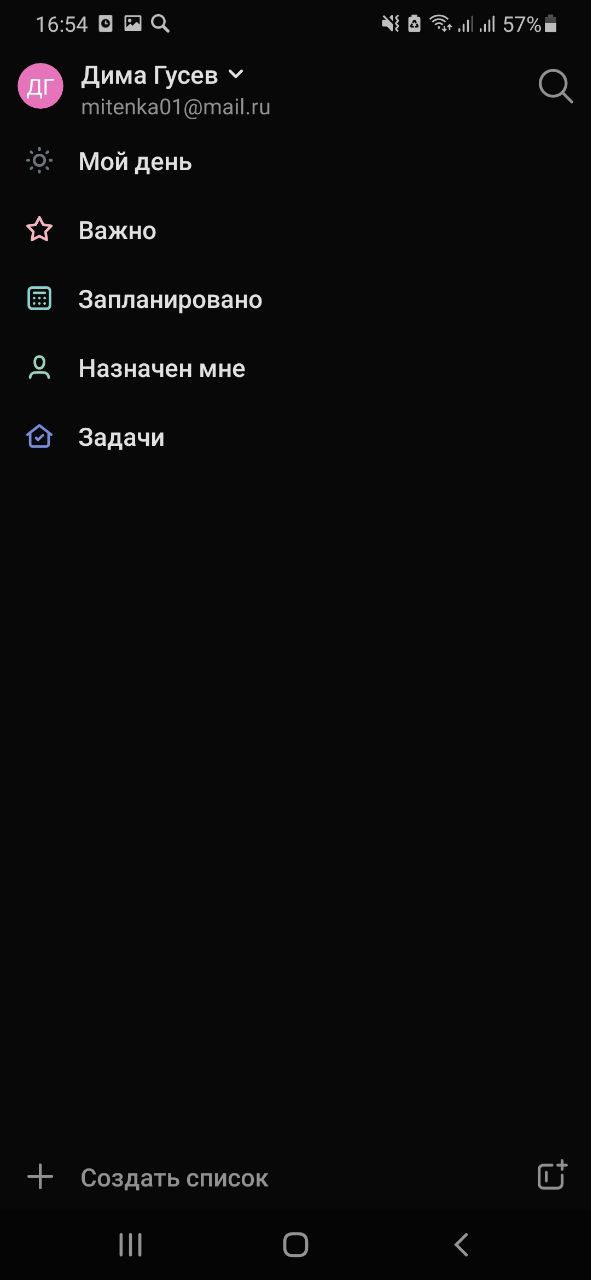 16:54 57%
ДГ
Дима Гусев
mitenka01@mail.ru
Мой день
Важно
Запланировано
Назначен мне
Задачи
Создать список